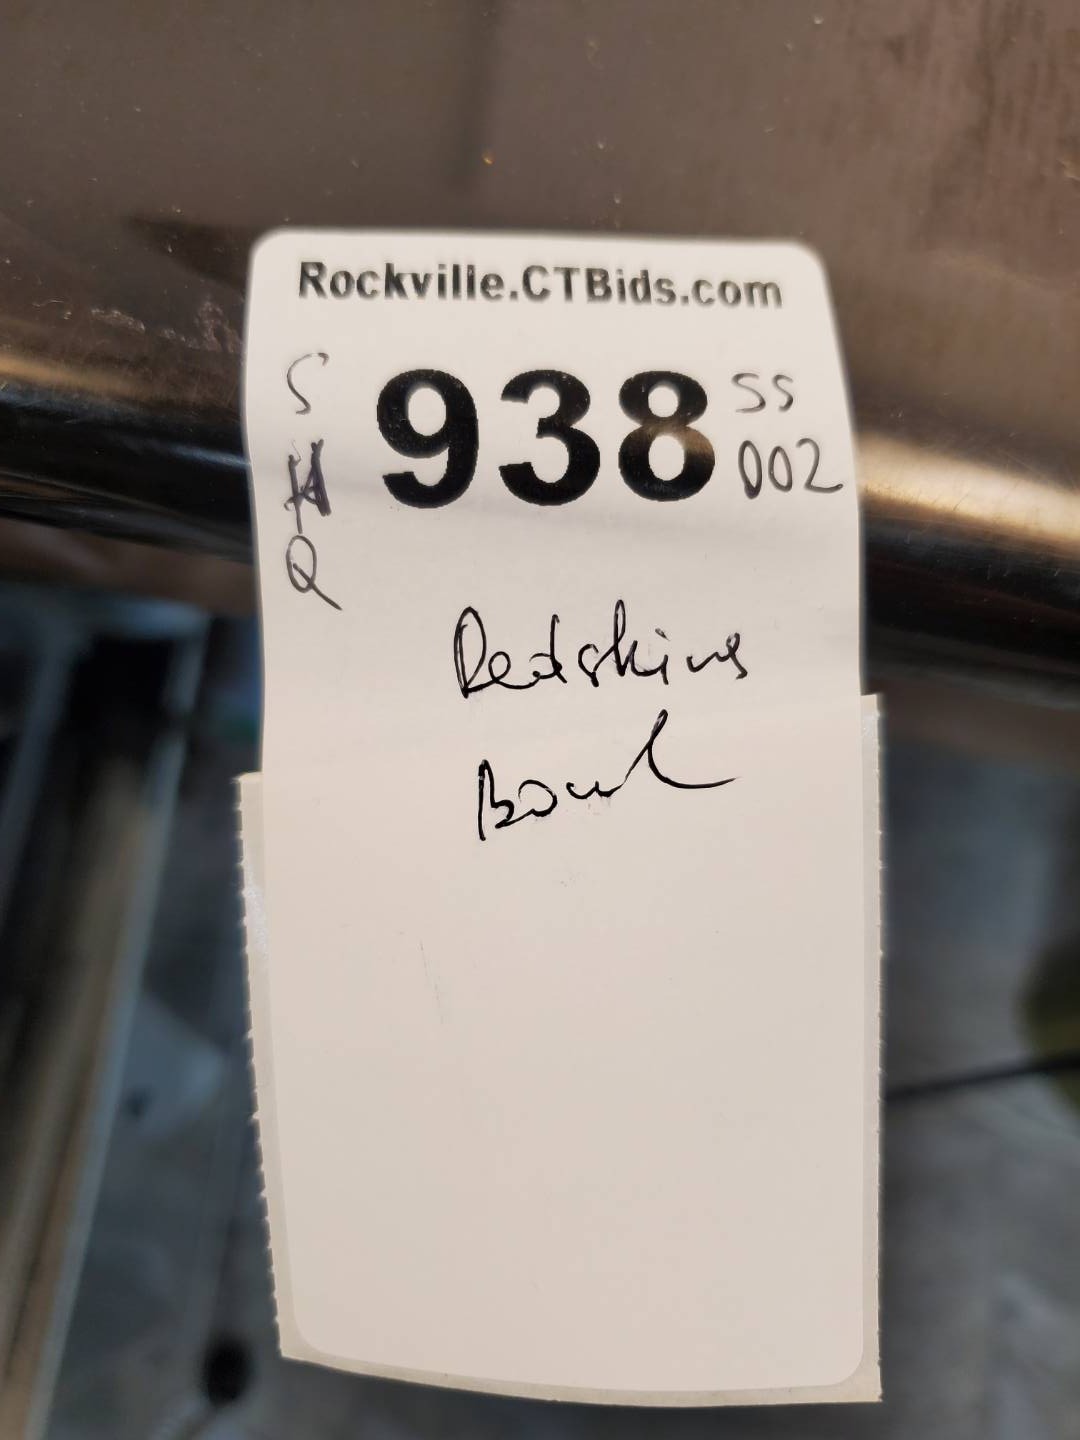 Rockville.CTBids.com
S
938
SS
002
Q
Redskins
Bowl